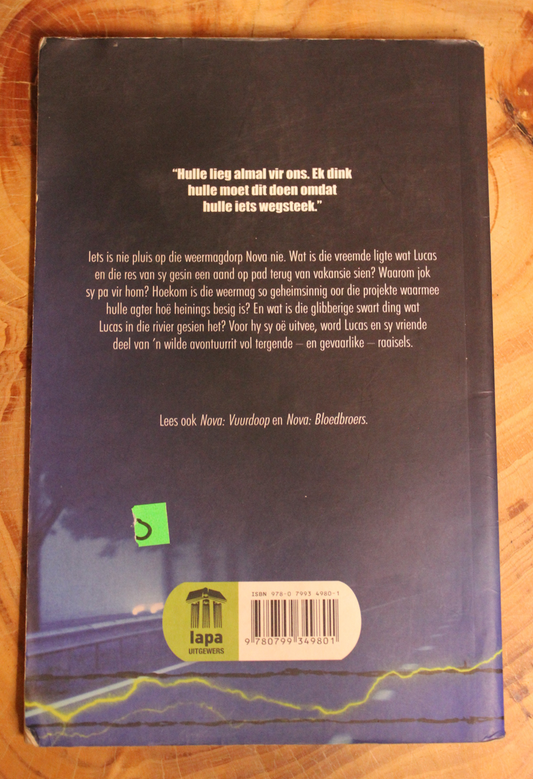 “Hulle lieg almal vir ons. Ek dink
hulle moet dit doen omdat
hulle iets wegsteek.”
Iets is nie pluis op die weermagdorp Nova nie. Wat is die vreemde ligte wat Lucas
en die res van sy gesin een aand op pad terug van vakansie sien? Waarom jok
sy pa vir hom? Hoekom is die weermag so geheimsinnig oor die projekte waarmee
hulle agter hoë heinings besig is? En wat is die glibberige swart ding wat
Lucas in die rivier gesien het? Voor hy sy oë uitvee, word Lucas en sy vriende
deel van ’n wilde avontuurrit vol tergende – en gevaarlike – raaisels.
Lees ook Nova: Vuurdoop en Nova: Bloedbroers.
lapa
UITGEWERS
ISBN 978-0 7993 4980-1
9 780799 349801